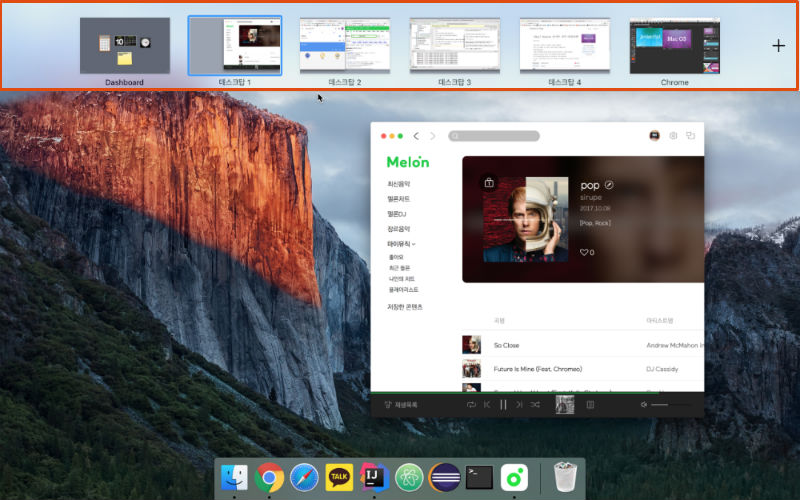 Dashboard
데스크탑 1
데스크탑 2
데스크탑 3
데스크탑 4
Chrome
Mac OS
10
Melon
최신음악
멜론차트
멜론DJ
장르음악
마이뮤직
좋아요
최근 들은
나만의 차트
플레이리스트
저장한 콘텐츠
pop
sirupe
2017.10.08
[Pop, Rock]
0
곡명
아티스트명
So Close
Andrew McMahon In
Future Is Mine (Feat. Chromeo)
DJ Cassidy
재생목록
TALK
IJ